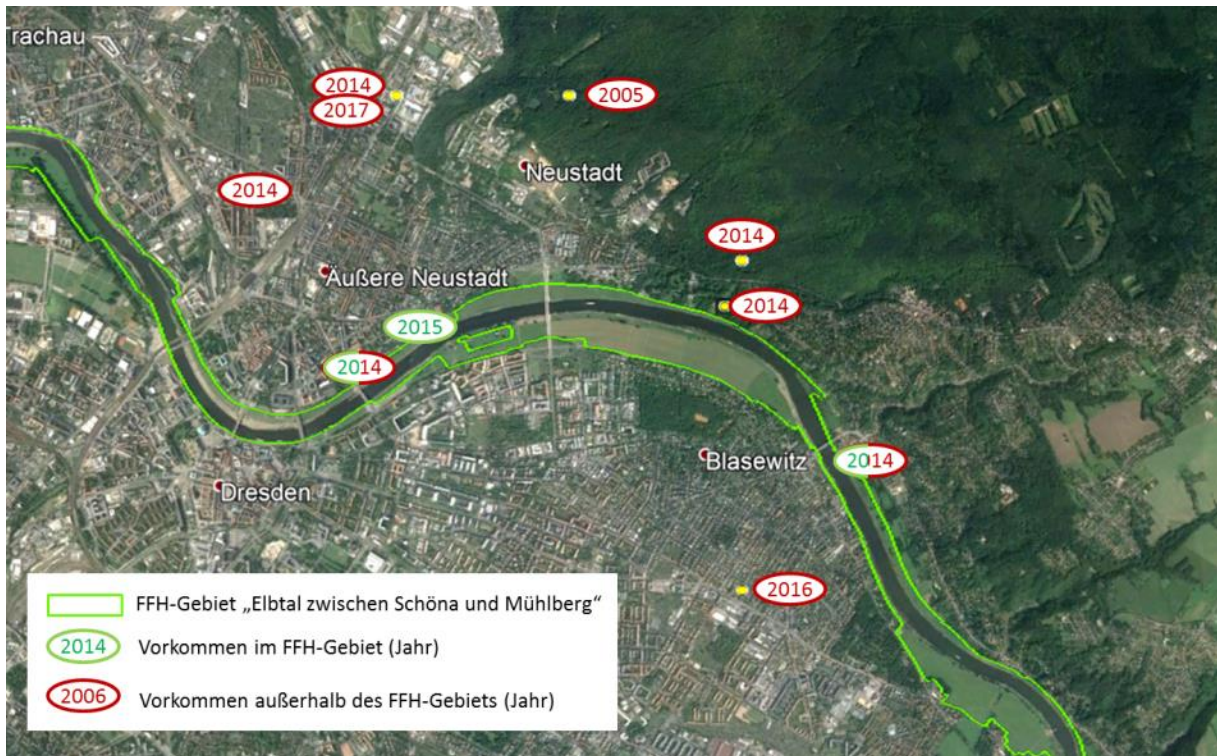 Trachau
2014
2017
2005
Neustadt
2014
2014
Äußere Neustadt
2014
2015
2014
Blasewitz
2014
Dresden
2016
FFH-Gebiet „Elbtal zwischen Schöna und Mühlberg“
2014 Vorkommen im FFH-Gebiet (Jahr)
2006 Vorkommen außerhalb des FFH-Gebiets (Jahr)